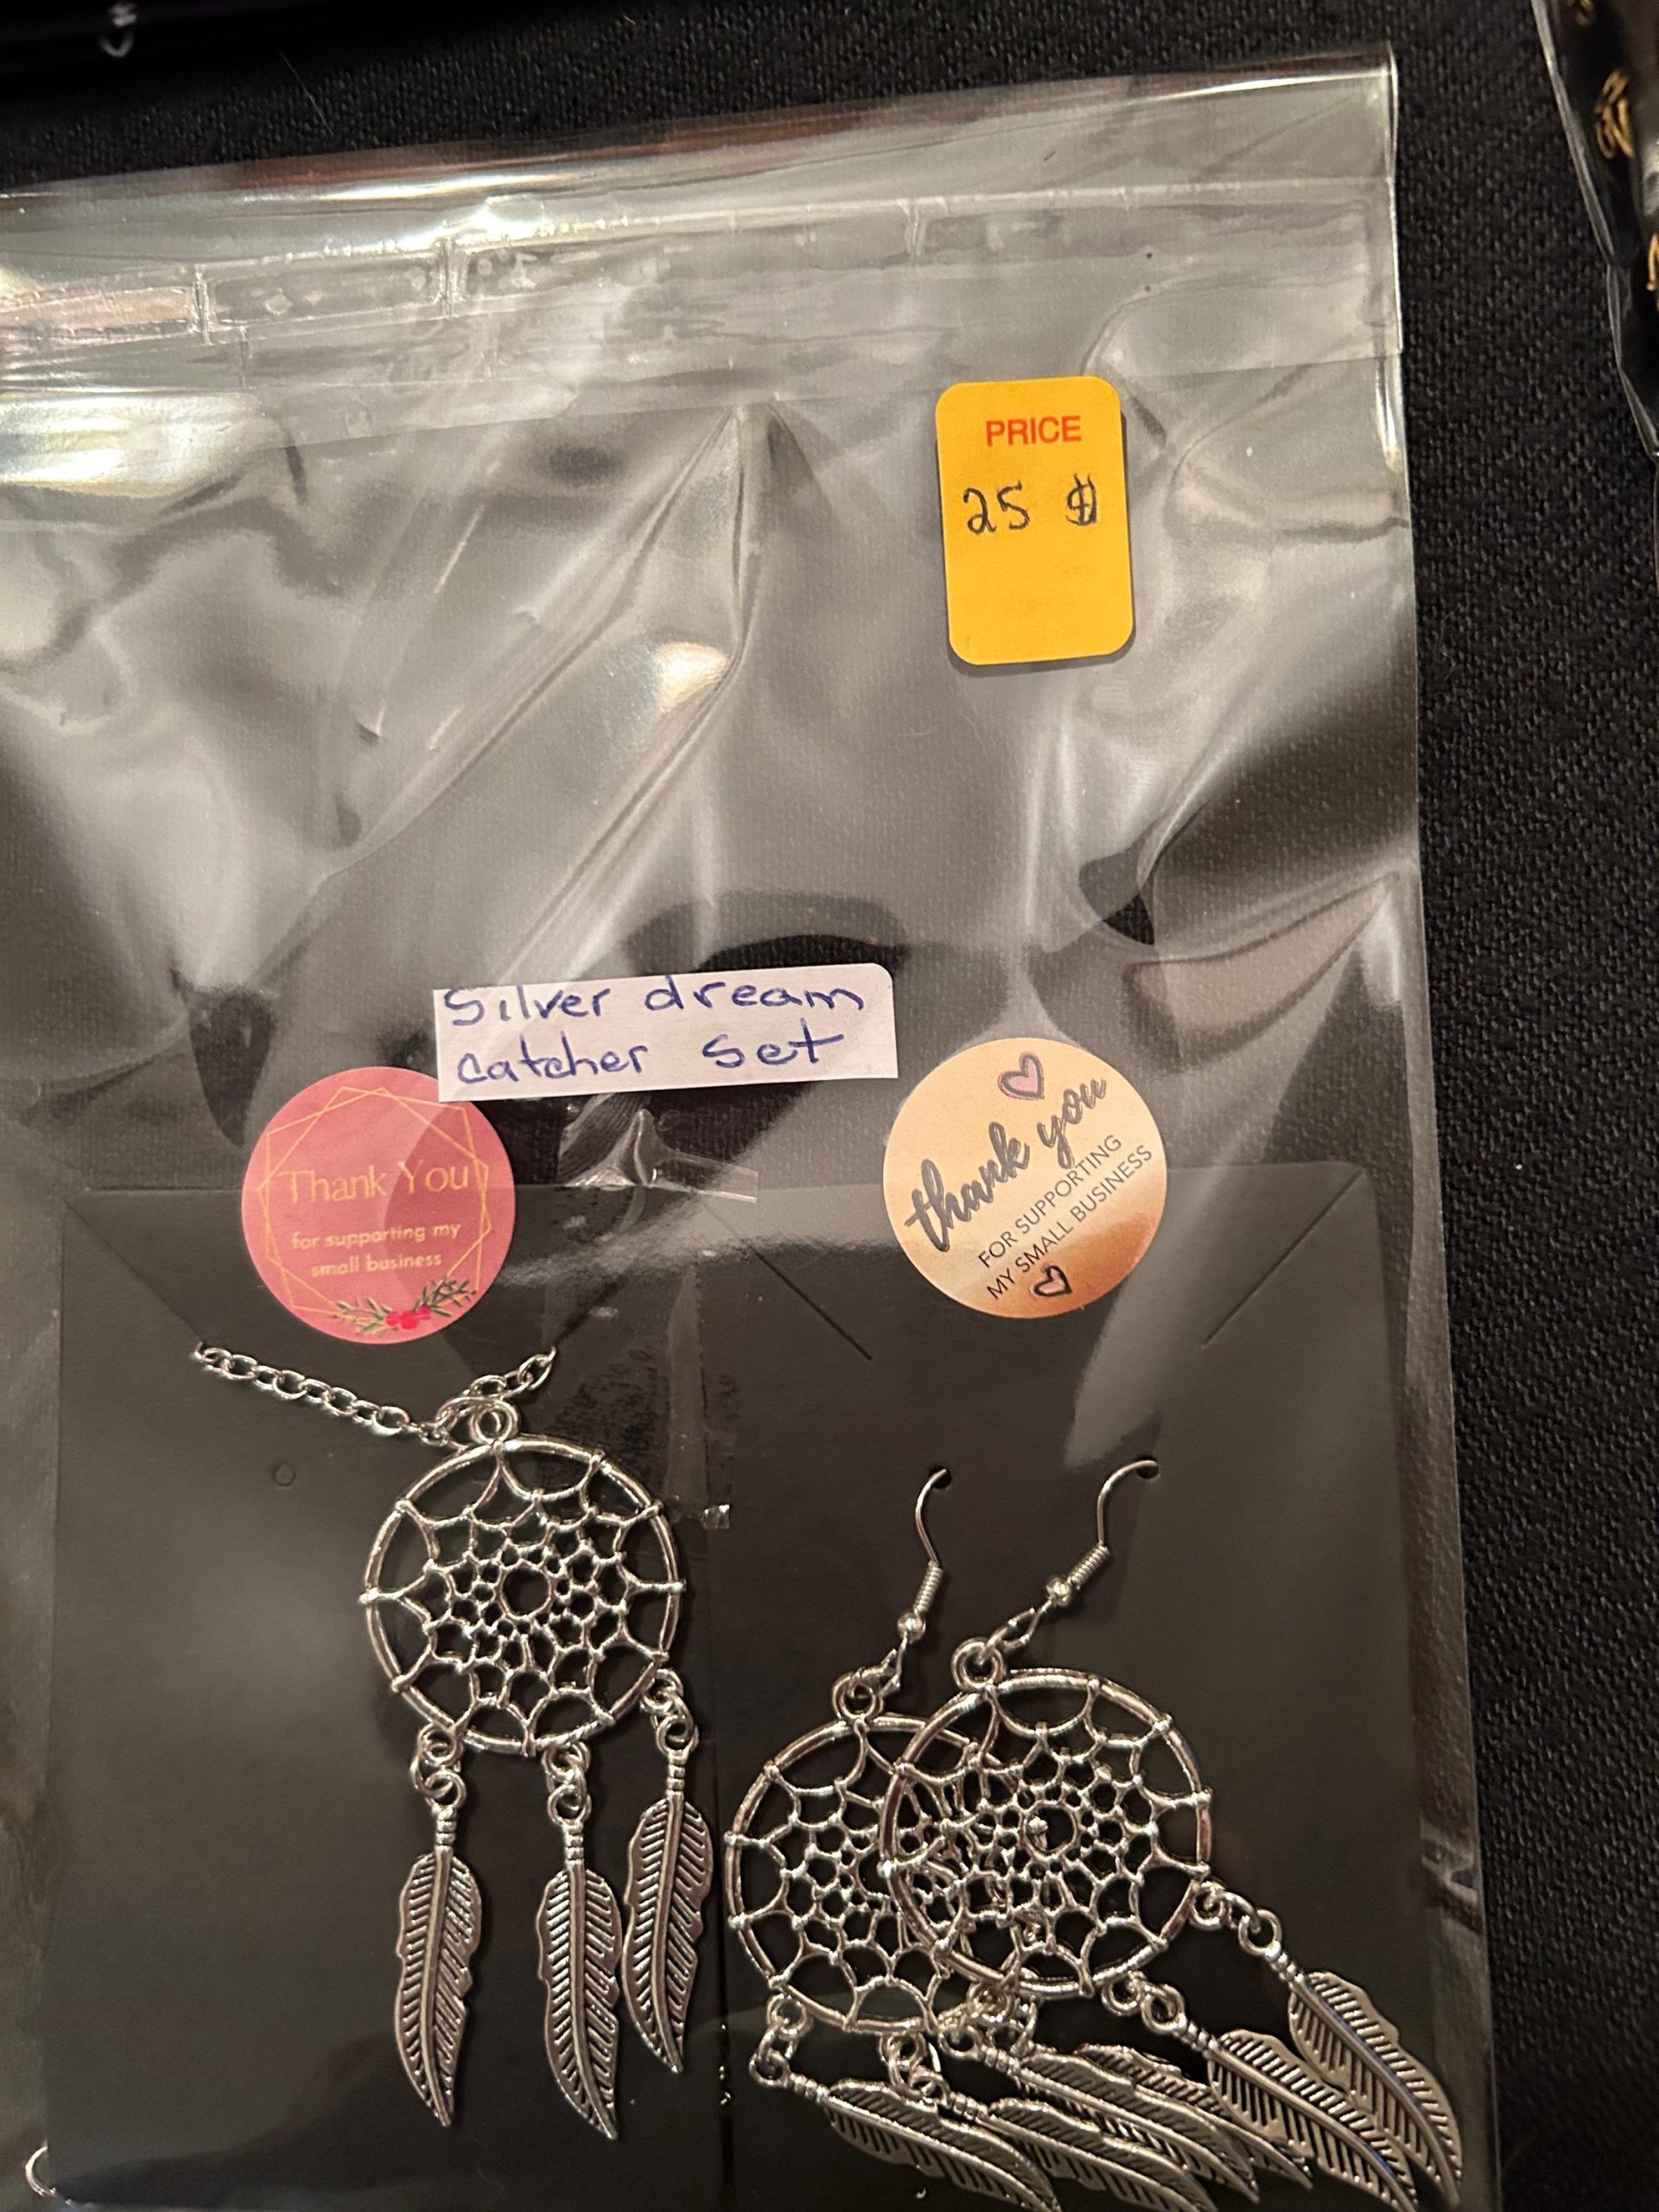 PRICE
25 $
Silver dream
catcher set
Thank You
for supporting my
small business
thank you
FOR SUPPORTING
MY SMALL BUSINESS